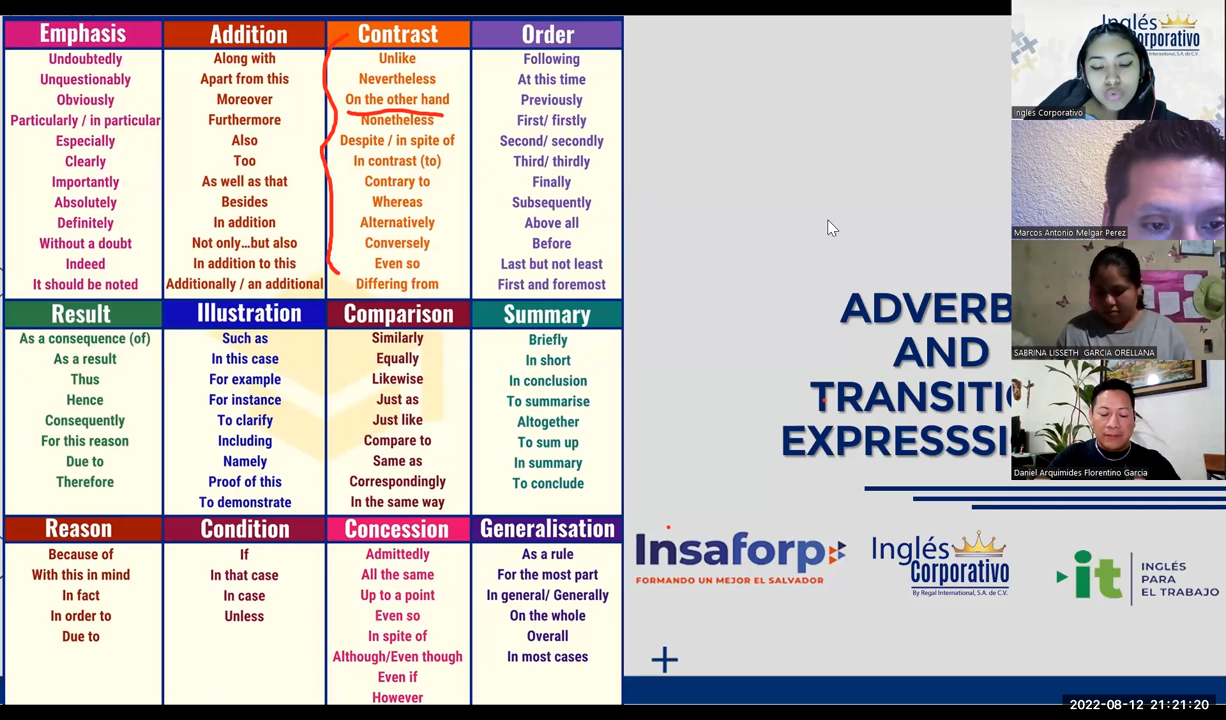 Emphasis
Undoubtedly
Unquestionably
Obviously
Particularly / in particular
Especially
Clearly
Importantly
Absolutely
Definitely
Without a doubt
Indeed
It should be noted
Addition
Along with
Apart from this
Moreover
Furthermore
Also
Too
As well as that
Besides
In addition
Not only...but also
In addition to this
Additionally / an additional
Contrast
Unlike
Nevertheless
On the other hand
Nonetheless
Despite / in spite of
In contrast (to)
Contrary to
Whereas
Alternatively
Conversely
Even so
Differing from
Order
Following
At this time
Previously
First/ firstly
Second/ secondly
Third/ thirdly
Finally
Subsequently
Above all
Before
Last but not least
First and foremost
Result
As a consequence (of)
As a result
Thus
Hence
Consequently
For this reason
Due to
Therefore
Illustration
Such as
In this case
For example
For instance
To clarify
Including
Namely
Proof of this
To demonstrate
Comparison
Similarly
Equally
Likewise
Just as
Just like
Compare to
Same as
Correspondingly
In the same way
Summary
Briefly
In short
In conclusion
To summarise
Altogether
To sum up
In summary
To conclude
Reason
Because of
With this in mind
In fact
In order to
Due to
Condition
If
In that case
In case
Unless
Concession
Admittedly
All the same
Up to a point
Even so
In spite of
Although/Even though
Even if
However
Generalisation
As a rule
For the most part
In general/ Generally
On the whole
Overall
In most cases
ADVERB
AND
TRANSITI
EXPRESSSI
Insaforp
FORMANDO UN MEJOR EL SALVADOR
Inglés
Corporativo
By Regal International, S.A. de C.V.
it
INGLÉS
PARA
EL TRABAJO
Inglés
Corporativo
Ingles Corporativo
Marcos Antonio Melgar Perez
SABRINA LISSETH GARCIA ORELLANA
Daniel Arquimides Florentino Garcia
2022-08-12 21:21:20